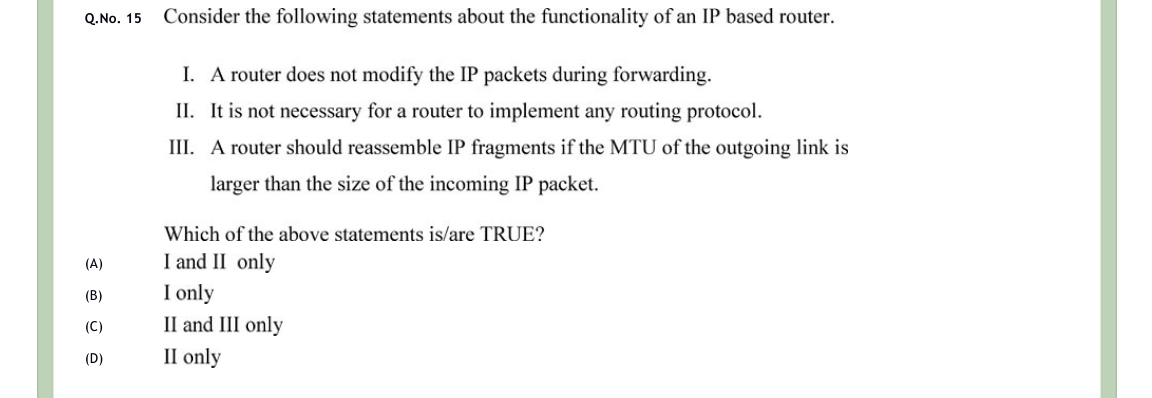 Q.No. 15 Consider the following statements about the functionality of an IP based router.
I. A router does not modify the IP packets during forwarding.
II. It is not necessary for a router to implement any routing protocol.
III. A router should reassemble IP fragments if the MTU of the outgoing link is
larger than the size of the incoming IP packet.
Which of the above statements is/are TRUE?
(A) I and II only
(B) I only
(C) II and III only
(D) II only